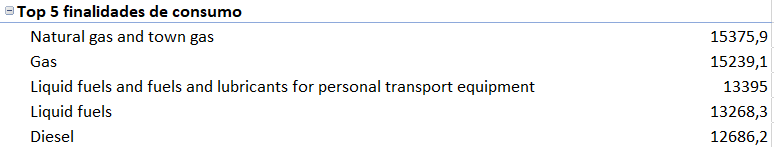 Top 5 finalidades de consumo
Natural gas and town gas 15375,9
Gas 15239,1
Liquid fuels and fuels and lubricants for personal transport equipment 13395
Liquid fuels 13268,3
Diesel 12686,2